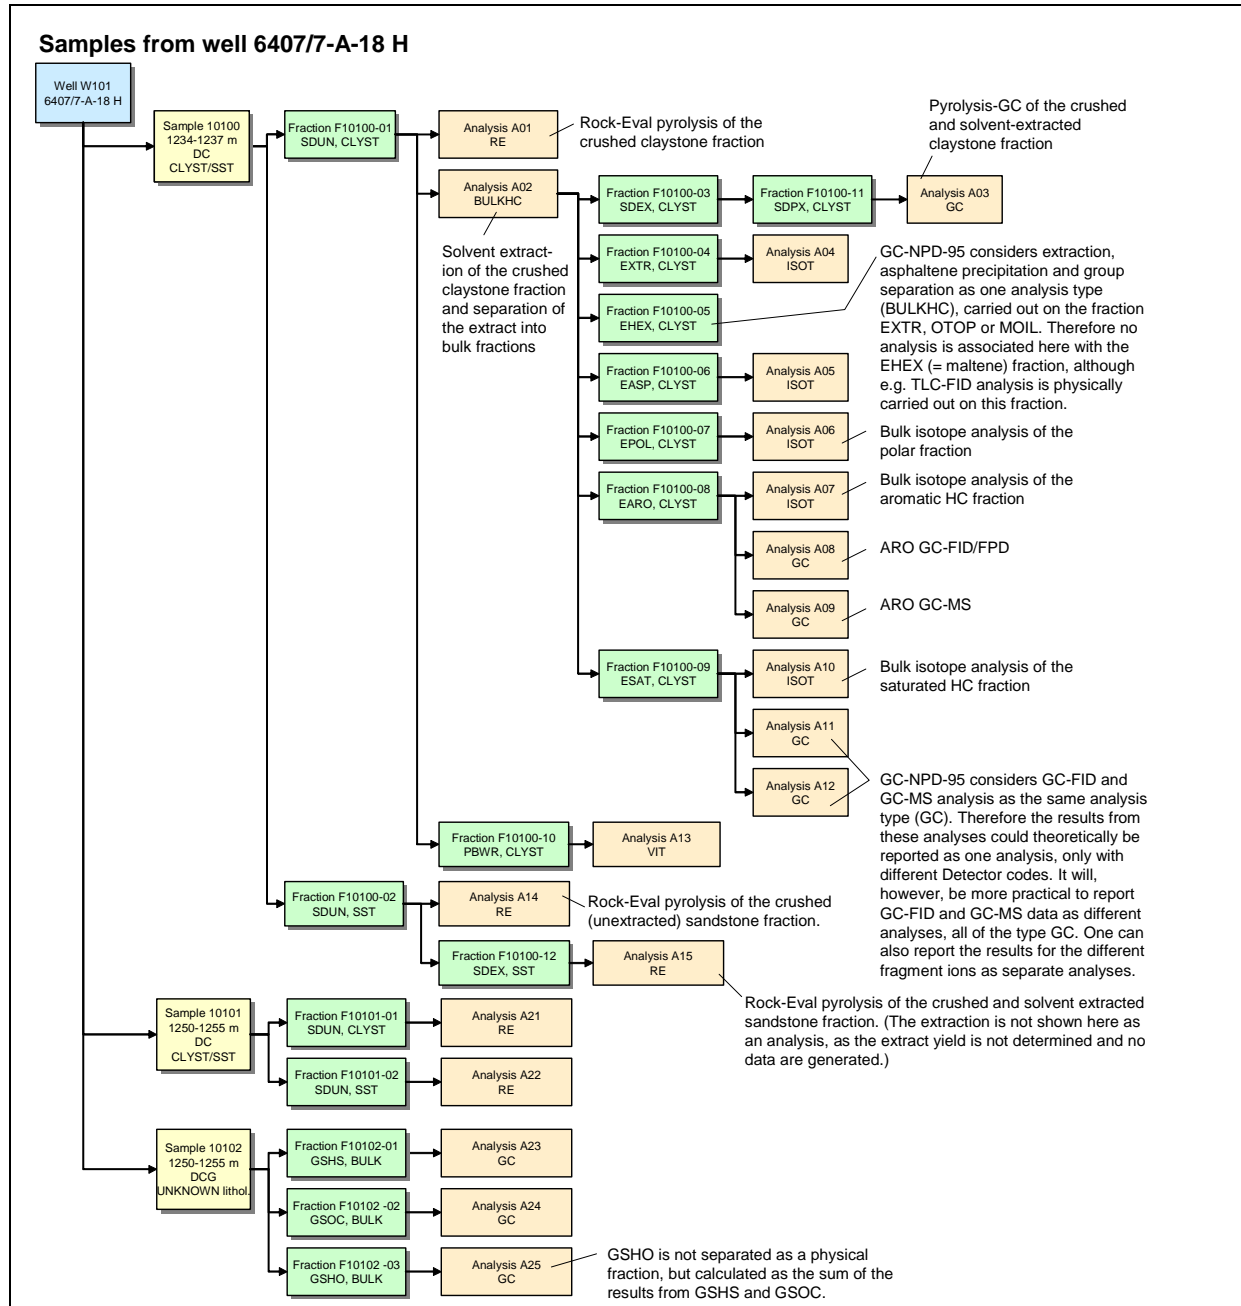 Samples from well 6407/7-A-18 H
Well W101
6407/7-A-18 H
Sample 10100
1234-1237 m
DC
CLYST/SST
Fraction F10100-01
SDUN, CLYST
Analysis A01
RE
Rock-Eval pyrolysis of the
crushed claystone fraction
Pyrolysis-GC of the crushed
and solvent-extracted
claystone fraction
Analysis A02
BULKHC
Fraction F10100-03
SDEX, CLYST
Fraction F10100-11
SDPX, CLYST
Analysis A03
GC
Solvent extract-
ion of the crushed
claystone fraction
and separation of
the extract into
bulk fractions
Fraction F10100-04
EXTR, CLYST
Analysis A04
ISOT
GC-NPD-95 considers extraction,
asphaltene precipitation and group
separation as one analysis type
(BULKHC), carried out on the fraction
EXTR, OTOP or MOIL. Therefore no
analysis is associated here with the
EHEX (= maltene) fraction, although
e.g. TLC-FID analysis is physically
carried out on this fraction.
Fraction F10100-05
EHEX, CLYST
Fraction F10100-06
EASP, CLYST
Analysis A05
ISOT
Fraction F10100-07
EPOL, CLYST
Analysis A06
ISOT
Bulk isotope analysis of the
polar fraction
Fraction F10100-08
EARO, CLYST
Analysis A07
ISOT
Bulk isotope analysis of the
aromatic HC fraction
Analysis A08
GC
ARO GC-FID/FPD
Analysis A09
GC
ARO GC-MS
Fraction F10100-09
ESAT, CLYST
Analysis A10
ISOT
Bulk isotope analysis of the
saturated HC fraction
Analysis A11
GC
Analysis A12
GC
GC-NPD-95 considers GC-FID and
GC-MS analysis as the same analysis
type (GC). Therefore the results from
these analyses could theoretically be
reported as one analysis, only with
different Detector codes. It will,
however, be more practical to report
GC-FID and GC-MS data as different
analyses, all of the type GC. One can
also report the results for the different
fragment ions as separate analyses.
Fraction F10100-10
PBWR, CLYST
Analysis A13
VIT
Fraction F10100-02
SDUN, SST
Analysis A14
RE
Rock-Eval pyrolysis of the crushed
(unextracted) sandstone fraction.
Fraction F10100-12
SDEX, SST
Analysis A15
RE
Rock-Eval pyrolysis of the crushed and solvent extracted
sandstone fraction. (The extraction is not shown here as
an analysis, as the extract yield is not determined and no
data are generated.)
Sample 10101
1250-1255 m
DC
CLYST/SST
Fraction F10101-01
SDUN, CLYST
Analysis A21
RE
Fraction F10101-02
SDUN, SST
Analysis A22
RE
Sample 10102
1250-1255 m
DCG
UNKNOWN lithol.
Fraction F10102-01
GSHS, BULK
Analysis A23
GC
Fraction F10102 -02
GSOC, BULK
Analysis A24
GC
Fraction F10102 -03
GSHO, BULK
Analysis A25
GC
GSHO is not separated as a physical
fraction, but calculated as the sum of the
results from GSHS and GSOC.